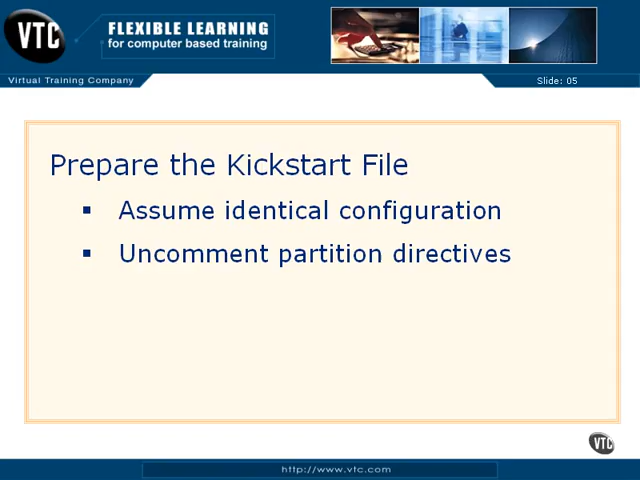 VTC
FLEXIBLE LEARNING
for computer based training
Virtual Training Company
Slide: 05
Prepare the Kickstart File
▪ Assume identical configuration
▪ Uncomment partition directives
VTC
http://www.vtc.com